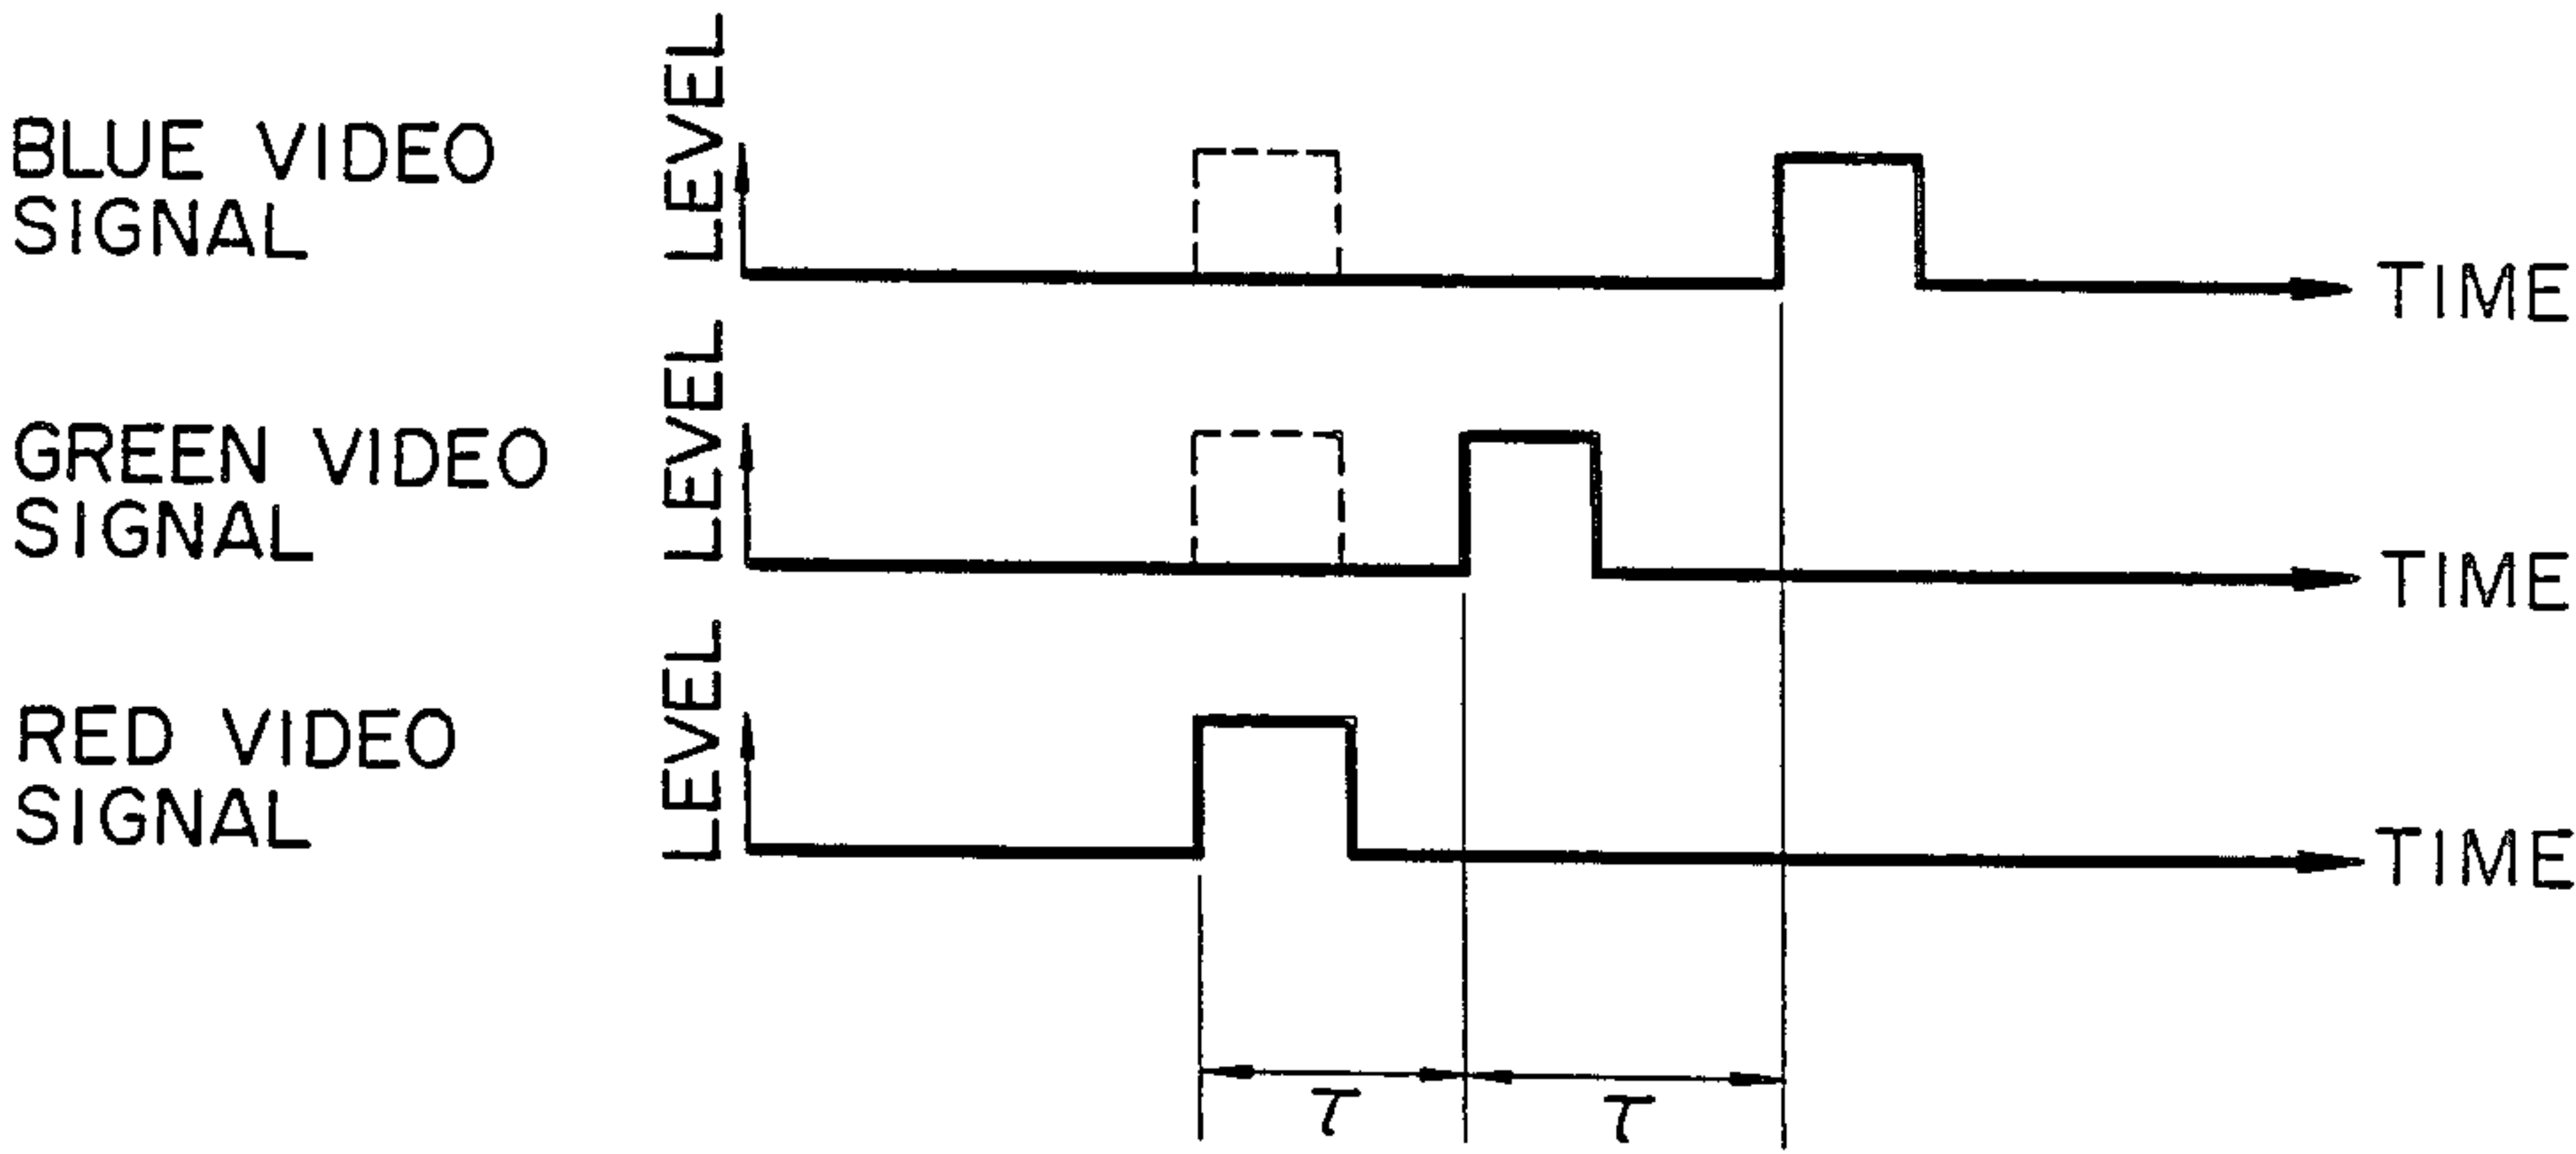 BLUE VIDEO
SIGNAL
LEVEL
TIME
GREEN VIDEO
SIGNAL
LEVEL
TIME
RED VIDEO
SIGNAL
LEVEL
TIME
τ
τ